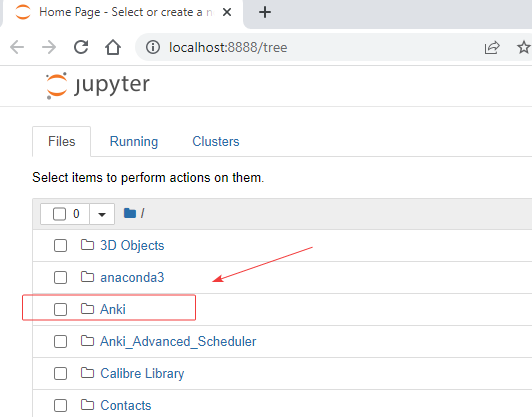 Home Page - Select or create a n
localhost:8888/tree
jupyter
Files Running Clusters
Select items to perform actions on them.
0 /
3D Objects
anaconda3
Anki
Anki_Advanced_Scheduler
Calibre Library
Contacts